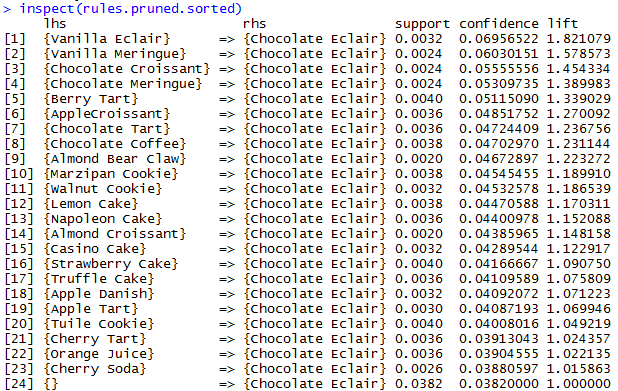 > inspect(rules.pruned.sorted)
lhs rhs support confidence lift
[1] {Vanilla Eclair} => {Chocolate Eclair} 0.0032 0.06956522 1.821079
[2] {Vanilla Meringue} => {Chocolate Eclair} 0.0024 0.06030151 1.578573
[3] {Chocolate Croissant} => {Chocolate Eclair} 0.0024 0.05555556 1.454334
[4] {Chocolate Meringue} => {Chocolate Eclair} 0.0024 0.05309735 1.389983
[5] {Berry Tart} => {Chocolate Eclair} 0.0040 0.05115090 1.339029
[6] {AppleCroissant} => {Chocolate Eclair} 0.0036 0.04851752 1.270092
[7] {Chocolate Tart} => {Chocolate Eclair} 0.0036 0.04724409 1.236756
[8] {Chocolate Coffee} => {Chocolate Eclair} 0.0038 0.04702970 1.231144
[9] {Almond Bear Claw} => {Chocolate Eclair} 0.0020 0.04672897 1.223272
[10] {Marzipan Cookie} => {Chocolate Eclair} 0.0038 0.04545455 1.189910
[11] {Walnut Cookie} => {Chocolate Eclair} 0.0032 0.04532578 1.186539
[12] {Lemon Cake} => {Chocolate Eclair} 0.0038 0.04470588 1.170311
[13] {Napoleon Cake} => {Chocolate Eclair} 0.0036 0.04400978 1.152088
[14] {Almond Croissant} => {Chocolate Eclair} 0.0020 0.04385965 1.148158
[15] {Casino Cake} => {Chocolate Eclair} 0.0032 0.04289544 1.122917
[16] {Strawberry Cake} => {Chocolate Eclair} 0.0040 0.04166667 1.090750
[17] {Truffle Cake} => {Chocolate Eclair} 0.0036 0.04109589 1.075809
[18] {Apple Danish} => {Chocolate Eclair} 0.0032 0.04092072 1.071223
[19] {Apple Tart} => {Chocolate Eclair} 0.0030 0.04087193 1.069946
[20] {Tuile Cookie} => {Chocolate Eclair} 0.0040 0.04008016 1.049219
[21] {Cherry Tart} => {Chocolate Eclair} 0.0036 0.03913043 1.024357
[22] {Orange Juice} => {Chocolate Eclair} 0.0036 0.03904555 1.022135
[23] {Cherry Soda} => {Chocolate Eclair} 0.0026 0.03880597 1.015863
[24] {} => {Chocolate Eclair} 0.0382 0.03820000 1.000000